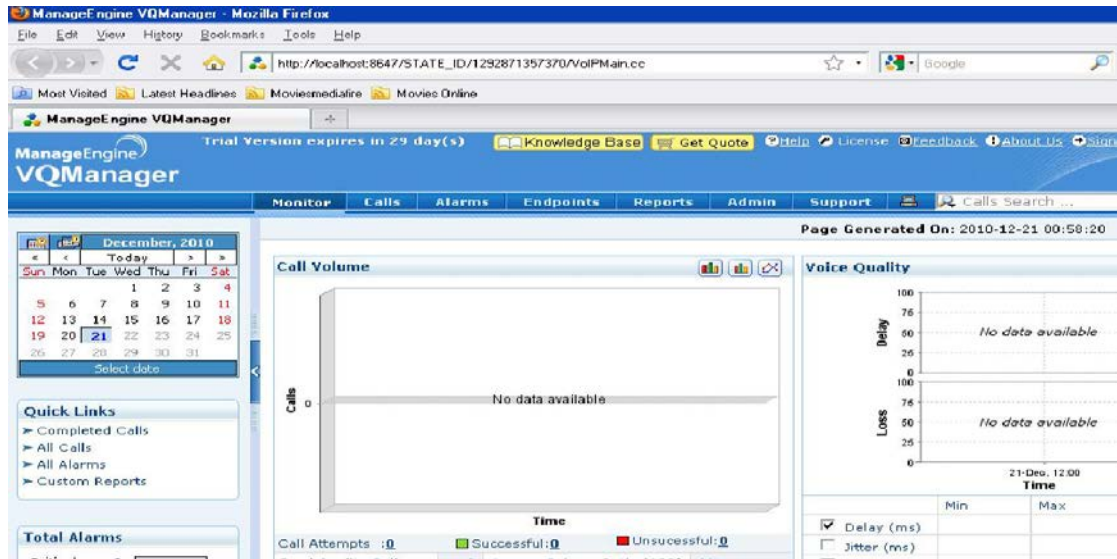 ManageEngine VQManager - Mozilla Firefox
File Edit View History Bookmarks Tools Help
http://localhost:8647/STATE_ID/1292871357370/VoIPMain.cc
Google
Most Visited Latest Headlines Moviesmediafire Movies Online
ManageEngine VQManager
Trial Version expires in 29 day(s) Knowledge Base Get Quote Help License Feedback About Us
ManageEngine
VQManager
Monitor Calls Alarms Endpoints Reports Admin Support Calls Search ...
Page Generated On: 2010-12-21 00:58:20
December, 2010
« < Today > »
Sun Mon Tue Wed Thu Fri Sat
1 2 3 4
5 6 7 8 9 10 11
12 13 14 15 16 17 18
19 20 21 22 23 24 25
26 27 28 29 30 31
Select date
Quick Links
Completed Calls
All Calls
All Alarms
Custom Reports
Total Alarms
Call Volume
Calls
0
No data available
Time
Call Attempts :0 Successful:0 Unsucessful:0
Voice Quality
Delay
100
75
50
25
0
No data available
Loss
100
75
50
25
0
No data available
21-Dec, 12:00
Time
Min Max
Delay (ms)
Jitter (ms)